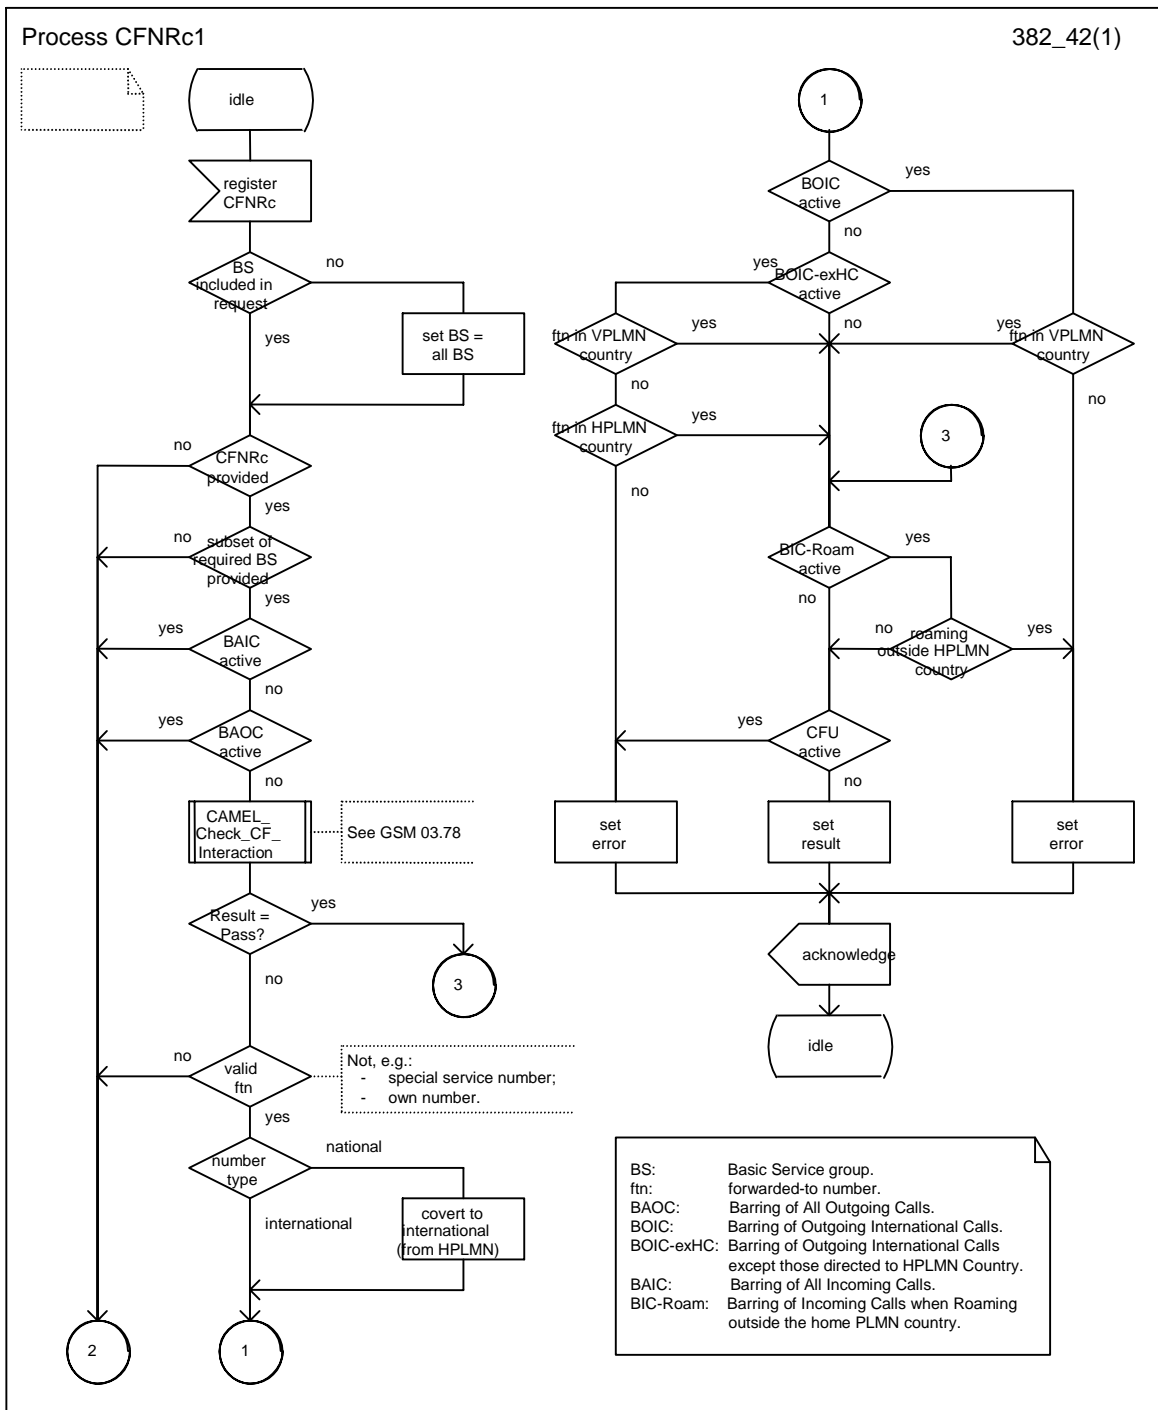 Process CFNRc1
382_42(1)
idle
register
CFNRc
BS
included in
request
no
yes
set BS =
all BS
no
CFNRc
provided
yes
no
subset of
required BS
provided
yes
yes
BAIC
active
no
yes
BAOC
active
no
CAMEL_
Check_CF_
Interaction
See GSM 03.78
Result =
Pass?
yes
no
3
no
valid
ftn
Not, e.g.:
- special service number;
- own number.
yes
number
type
national
international
covert to
international
(from HPLMN)
2
1
1
BOIC
active
yes
no
yes
BOIC-exHC
active
no
ftn in VPLMN
country
yes
no
yes
ftn in VPLMN
country
no
ftn in HPLMN
country
yes
no
3
BIC-Roam
active
yes
no
no
roaming
outside HPLMN
country
yes
yes
CFU
active
no
set
error
set
result
set
error
acknowledge
idle
BS: Basic Service group.
ftn: forwarded-to number.
BAOC: Barring of All Outgoing Calls.
BOIC: Barring of Outgoing International Calls.
BOIC-exHC: Barring of Outgoing International Calls
except those directed to HPLMN Country.
BAIC: Barring of All Incoming Calls.
BIC-Roam: Barring of Incoming Calls when Roaming
outside the home PLMN country.